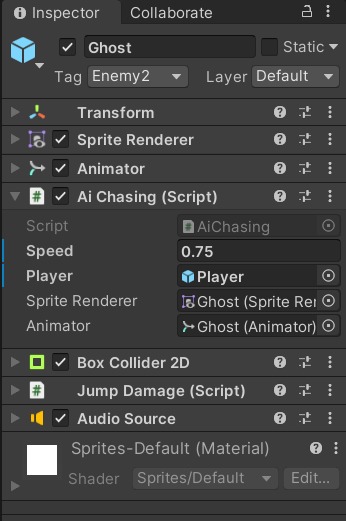 Inspector Collaborate
Ghost Static
Tag Enemy2 Layer Default
Transform
Sprite Renderer
Animator
# Ai Chasing (Script)
Script # AiChasing
Speed 0.75
Player Player
Sprite Renderer Ghost (Sprite Rer
Animator Ghost (Animator)
Box Collider 2D
# Jump Damage (Script)
Audio Source
Sprites-Default (Material)
Shader Sprites/Default Edit...